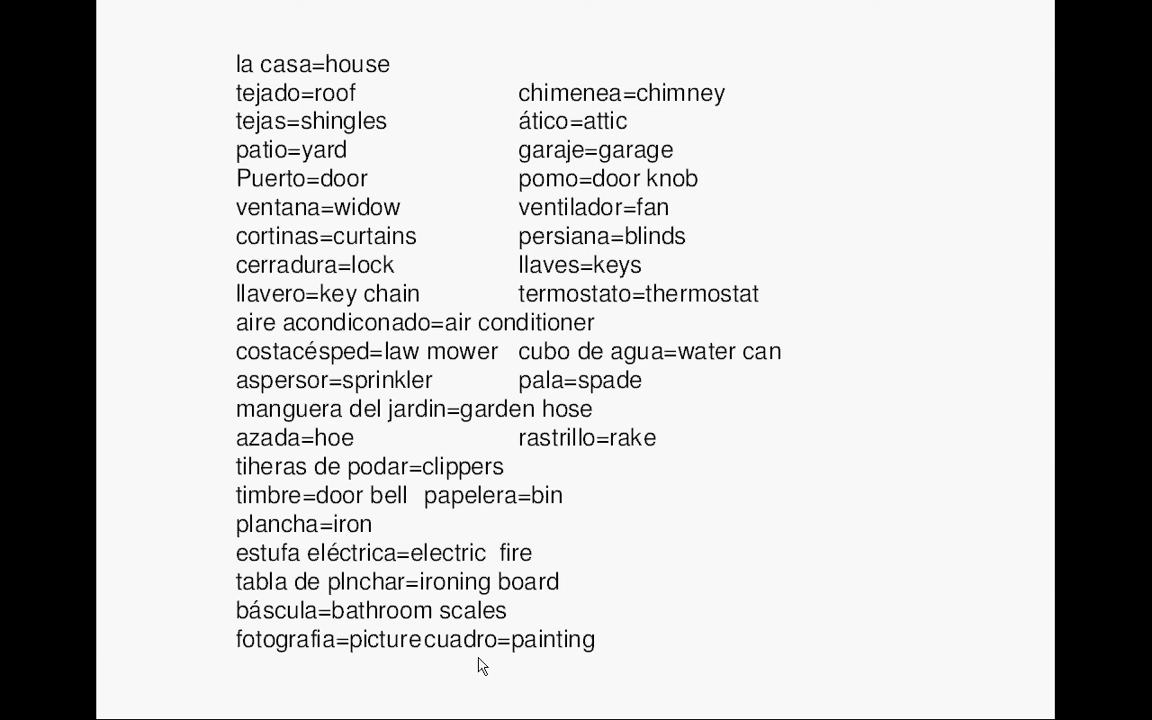 la casa=house
tejado=roof chimenea=chimney
tejas=shingles ático=attic
patio=yard garaje=garage
Puerto=door pomo=door knob
ventana=widow ventilador=fan
cortinas=curtains persiana=blinds
cerradura=lock llaves=keys
llavero=key chain termostato=thermostat
aire acondiconado=air conditioner
costacésped=law mower cubo de agua=water can
aspersor=sprinkler pala=spade
manguera del jardin=garden hose
azada=hoe rastrillo=rake
tiheras de podar=clippers
timbre=door bell papelera=bin
plancha=iron
estufa eléctrica=electric fire
tabla de plnchar=ironing board
báscula=bathroom scales
fotografia=picture cuadro=painting